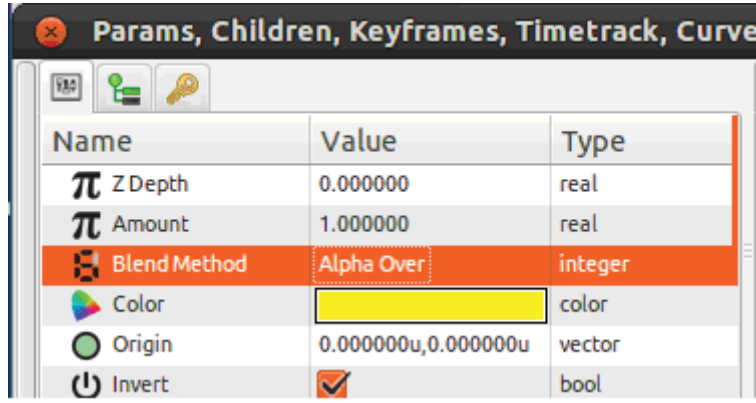 Params, Children, Keyframes, Timetrack, Curve
Name Value Type
Z Depth 0.000000 real
Amount 1.000000 real
Blend Method Alpha Over integer
Color color
Origin 0.000000u,0.000000u vector
Invert bool